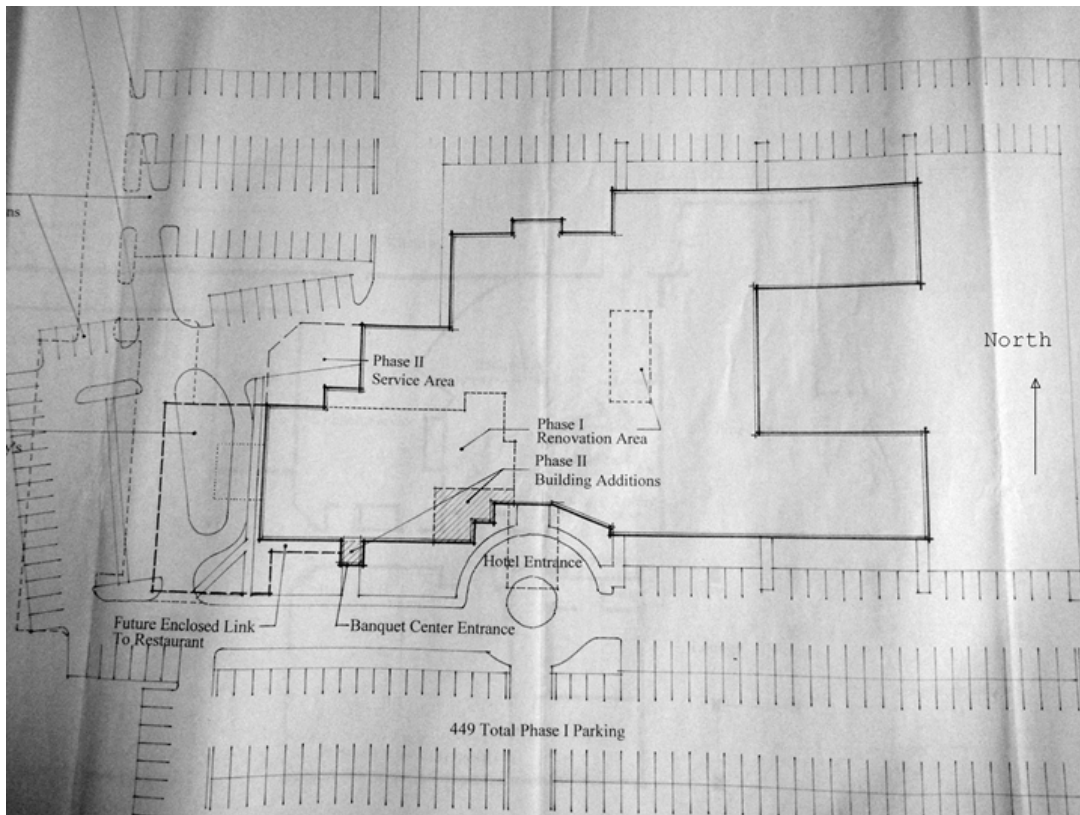 ns
North
Phase II
Service Area
y's
Phase I
Renovation Area
Phase II
Building Additions
Hotel Entrance
Future Enclosed Link
To Restaurant
Banquet Center Entrance
449 Total Phase I Parking